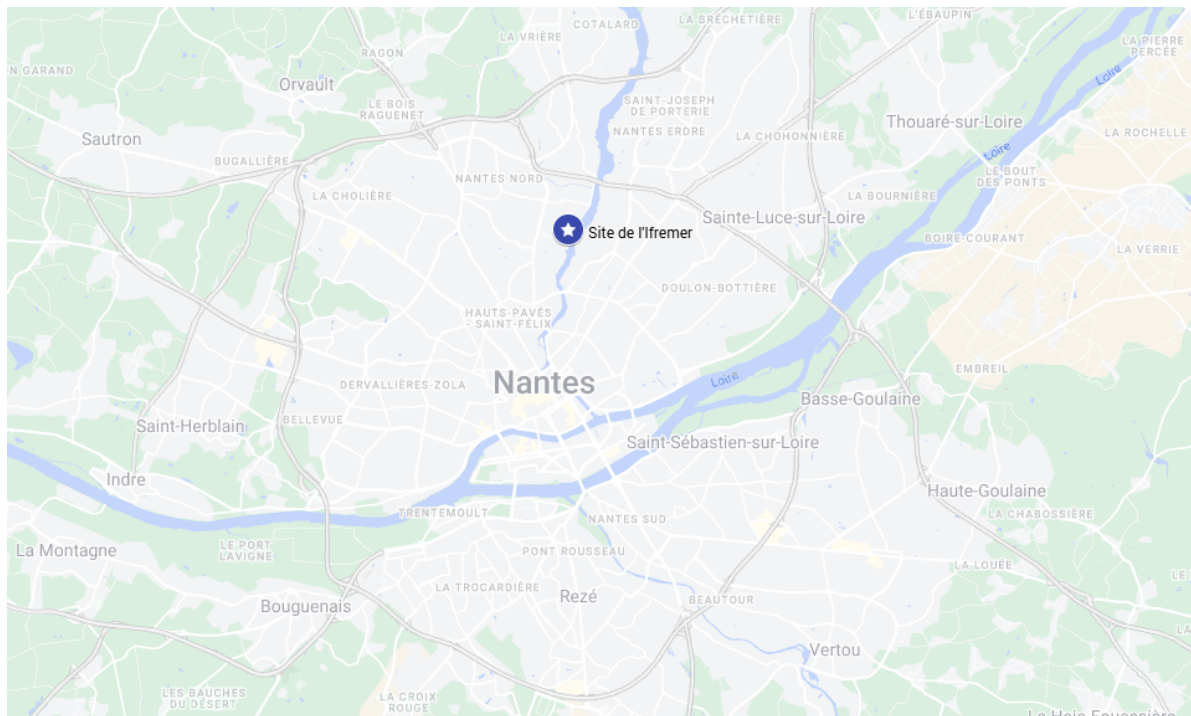 COTALARD
LA BRÉCHETIÈRE
L'ÉBAUPIN
LA VRIÈRE
RAGON
LA PIERRE
PERCÉE
N GARAND
Orvault
Loire
LE BOIS
RAGUENET
SAINT-JOSEPH
DE PORTERIE
NANTES ERDRE
LA CHOHONNIÈRE
Thouaré-sur-Loire
LA ROCHELLE
Sautron
BUGALLIÈRE
Loire
NANTES NORD
LE BOUT
DES PONTS
LA CHOLIÈRE
LA BOURNIÈRE
Sainte-Luce-sur-Loire
Site de l'Ifremer
BOIRE-COURANT
LA VERRIE
DOULON-BOTTIÈRE
HAUTS-PAVÉS
- SAINT-FÉLIX
EMBREIL
Nantes
Loire
DERVALLIÈRES-ZOLA
Basse-Goulaine
BELLEVUE
Saint-Herblain
Saint-Sébastien-sur-Loire
Indre
Haute-Goulaine
TRENTEMOULT
NANTES SUD
LA CHABOSSIÈRE
La Montagne
LE PORT
LAVIGNE
PONT ROUSSEAU
LA LOUÉE
LE
LA TROCARDIÈRE
Rezé
BEAUTOUR
Bouguenais
LA
Vertou
LES BAUCHES
DU DÉSERT
LA CROIX
ROUGE
La Haie-Fouassière